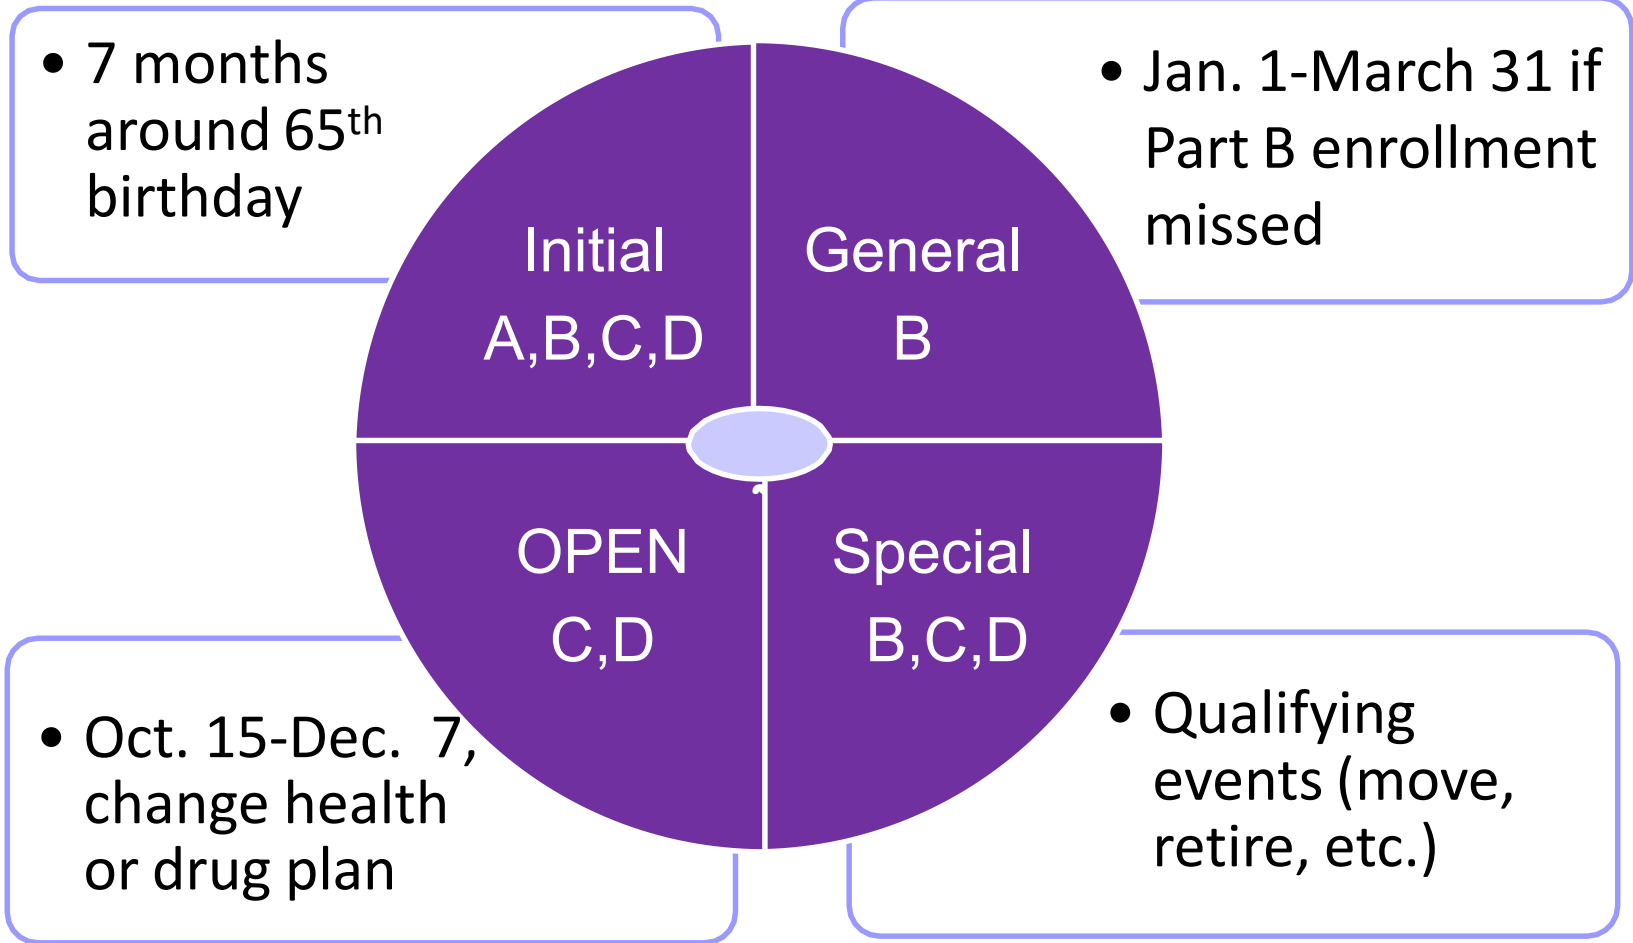 • 7 months
around 65th
birthday
• Jan. 1-March 31 if
Part B enrollment
missed
Initial
A,B,C,D
General
B
OPEN
C,D
Special
B,C,D
• Oct. 15-Dec.  7,
change health
or drug plan
• Qualifying
events (move,
retire, etc.)